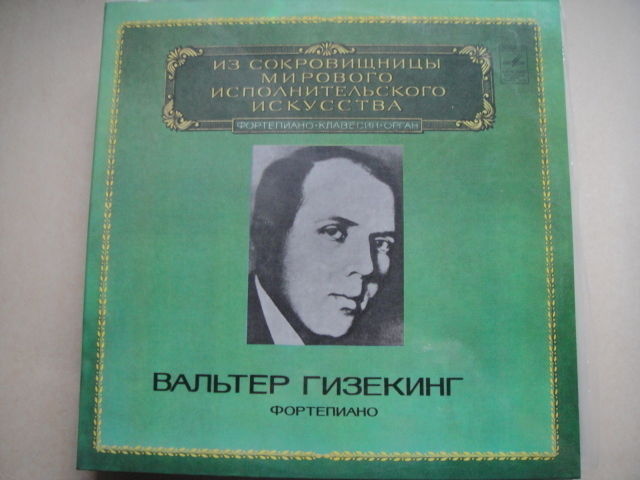 ИЗ СОКРОВИЩНИЦЫ
МИРОВОГО
ИСПОЛНИТЕЛЬСКОГО
ИСКУССТВА
ФОРТЕПИАНО·КЛАВЕСИН·ОРГАН
ВАЛЬТЕР ГИЗЕКИНГ
ФОРТЕПИАНО